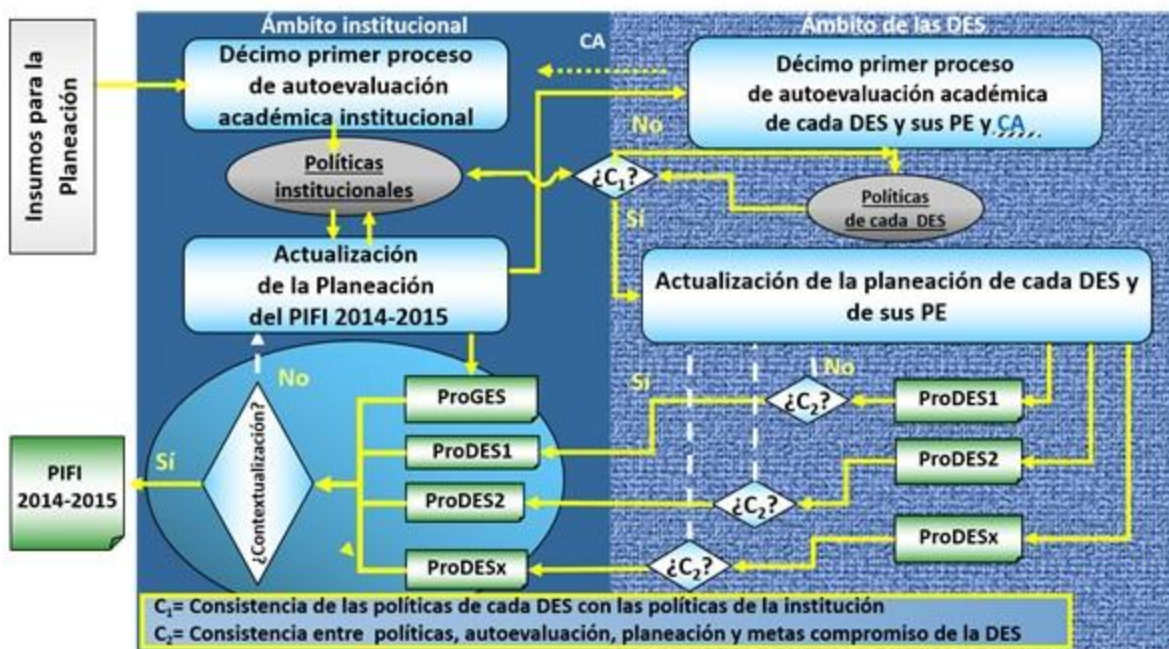 Ámbito institucional
Ámbito de las DES
Insumos para la
Planeación
Décimo primer proceso
de autoevaluación
académica institucional
CA
Décimo primer proceso
de autoevaluación académica
de cada DES y sus PE y CA
No
Políticas
institucionales
¿C₁?
Políticas
de cada DES
Sí
Actualización
de la Planeación
del PIFI 2014-2015
Actualización de la planeación de cada DES y
de sus PE
No
Sí
No
ProGES
¿C₂?
ProDES1
ProDES1
ProDES2
¿Contextualización?
Sí
PIFI
2014-2015
ProDES2
¿C₂?
ProDESx
ProDESx
¿C₂?
C₁= Consistencia de las políticas de cada DES con las políticas de la institución
C₂= Consistencia entre políticas, autoevaluación, planeación y metas compromiso de la DES